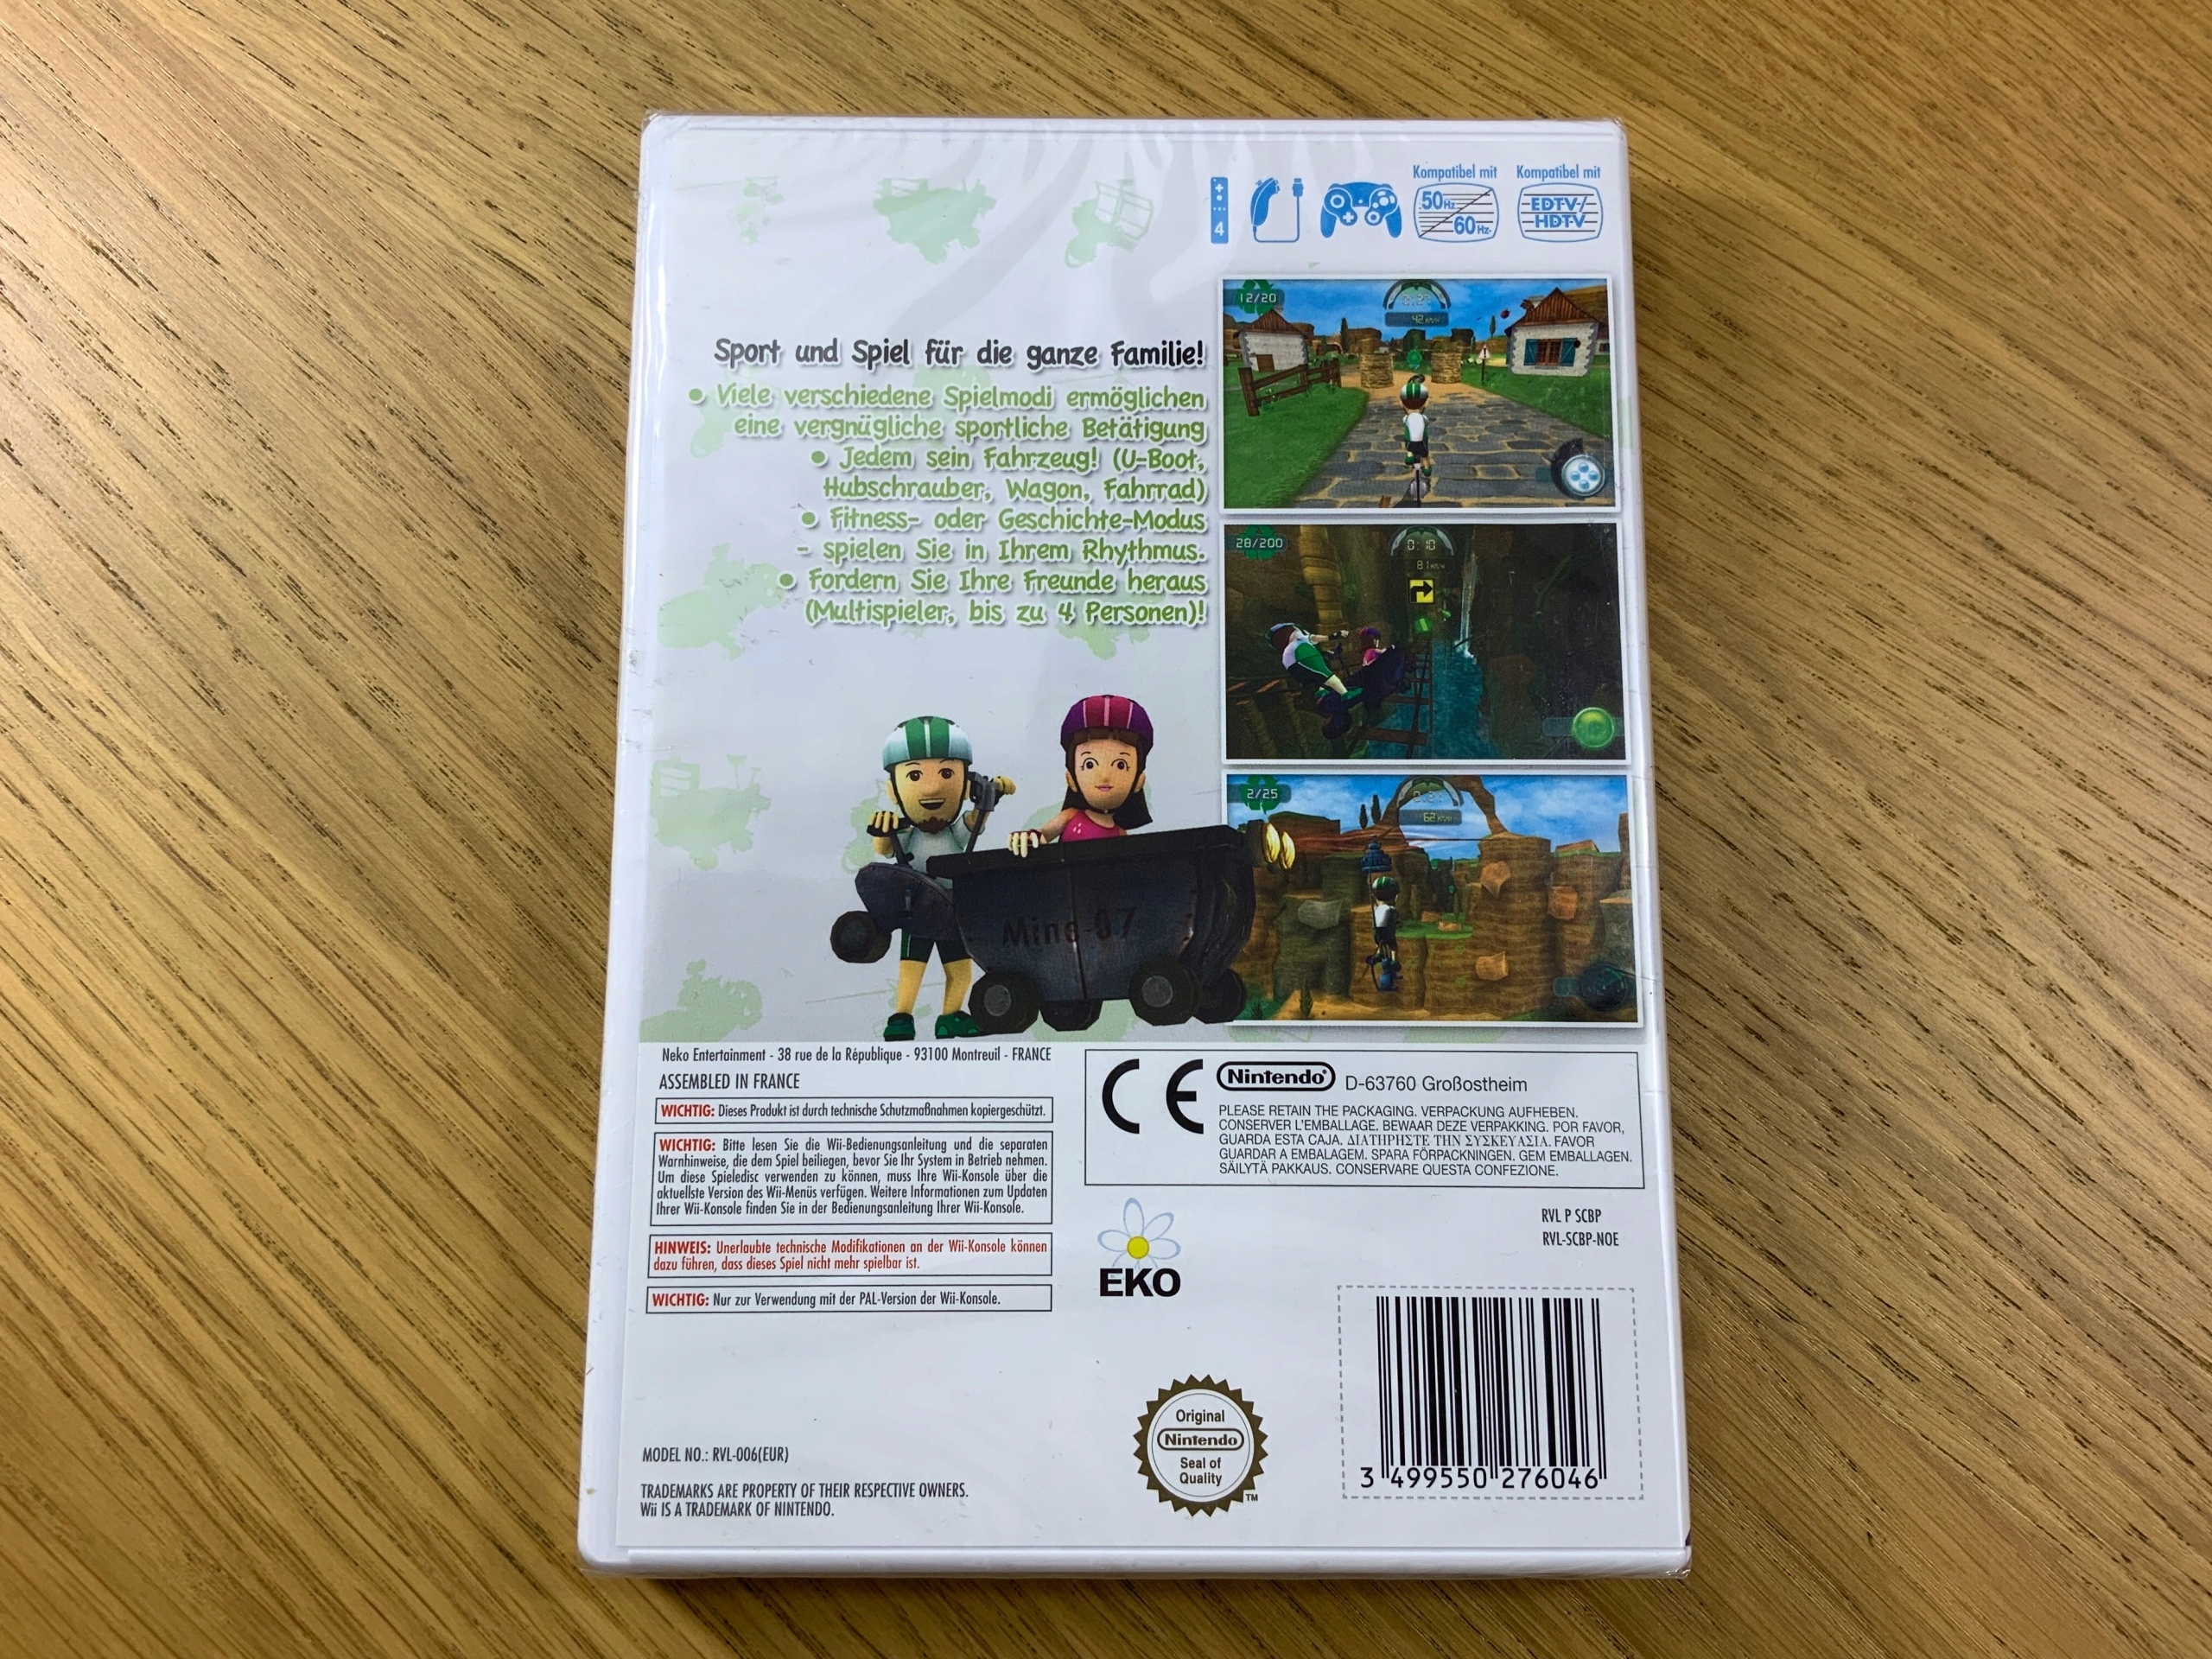 4
Kompatibel mit
50Hz
60Hz
Kompatibel mit
EDTV/
HDTV
Sport und Spiel für die ganze Familie!
• Viele verschiedene Spielmodi ermöglichen
eine vergnügliche sportliche Betätigung
• Jedem sein Fahrzeug! (U-Boot,
Hubschrauber, Wagon, Fahrrad)
• Fitness- oder Geschichte-Modus
- spielen Sie in Ihrem Rhythmus.
• Fordern Sie Ihre Freunde heraus
(Multispieler, bis zu 4 Personen)!
12/20
42 KM/H
28/200
0:10
81 KM/H
2/25
62 KM/H
Mine-07
Neko Entertainment - 38 rue de la République - 93100 Montreuil - FRANCE
ASSEMBLED IN FRANCE
WICHTIG: Dieses Produkt ist durch technische Schutzmaßnahmen kopiergeschützt.
WICHTIG: Bitte lesen Sie die Wii-Bedienungsanleitung und die separaten
Warnhinweise, die dem Spiel beiliegen, bevor Sie Ihr System in Betrieb nehmen.
Um diese Spieledisc verwenden zu können, muss Ihre Wii-Konsole über die
aktuellste Version des Wii-Menüs verfügen. Weitere Informationen zum Updaten
Ihrer Wii-Konsole finden Sie in der Bedienungsanleitung Ihrer Wii-Konsole.
HINWEIS: Unerlaubte technische Modifikationen an der Wii-Konsole können
dazu führen, dass dieses Spiel nicht mehr spielbar ist.
WICHTIG: Nur zur Verwendung mit der PAL-Version der Wii-Konsole.
CE
Nintendo® D-63760 Großostheim
PLEASE RETAIN THE PACKAGING. VERPACKUNG AUFHEBEN.
CONSERVER L'EMBALLAGE. BEWAAR DEZE VERPAKKING. POR FAVOR,
GUARDA ESTA CAJA. ΔΙΑΤΗΡΗΣΤΕ ΤΗΝ ΣΥΣΚΕΥΑΣΙΑ. FAVOR
GUARDAR A EMBALAGEM. SPARA FÖRPACKNINGEN. GEM EMBALLAGEN.
SÄILYTÄ PAKKAUS. CONSERVARE QUESTA CONFEZIONE.
EKO
RVL P SCBP
RVL-SCBP-NOE
MODEL NO.: RVL-006(EUR)
TRADEMARKS ARE PROPERTY OF THEIR RESPECTIVE OWNERS.
Wii IS A TRADEMARK OF NINTENDO.
Original
Nintendo
Seal of
Quality
TM
3 499550 276046